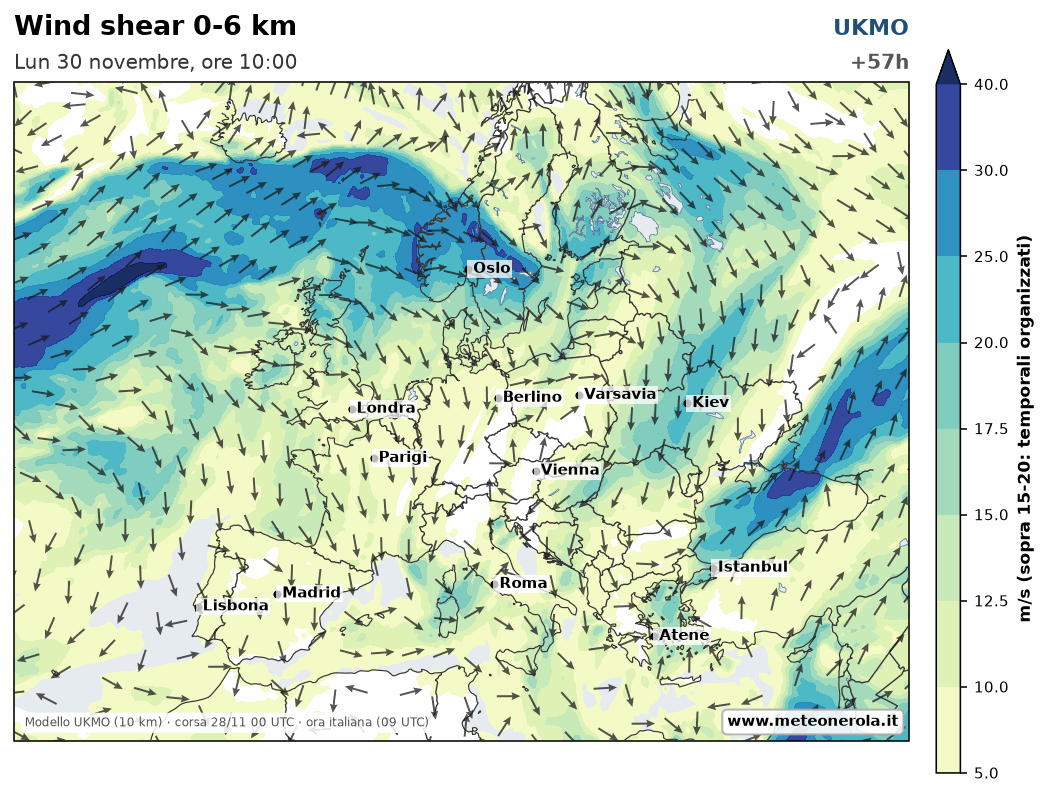 Wind shear 0-6 km
UKMO
Lun 30 novembre, ore 10:00
+57h
40.0
30.0
25.0
20.0
17.5
15.0
12.5
10.0
5.0
m/s (sopra 15-20: temporali organizzati)
Oslo
Berlino
Varsavia
Kiev
Londra
Parigi
Vienna
Istanbul
Roma
Madrid
Lisbona
Atene
Modello UKMO (10 km) · corsa 28/11 00 UTC · ora italiana (09 UTC)
www.meteonerola.it